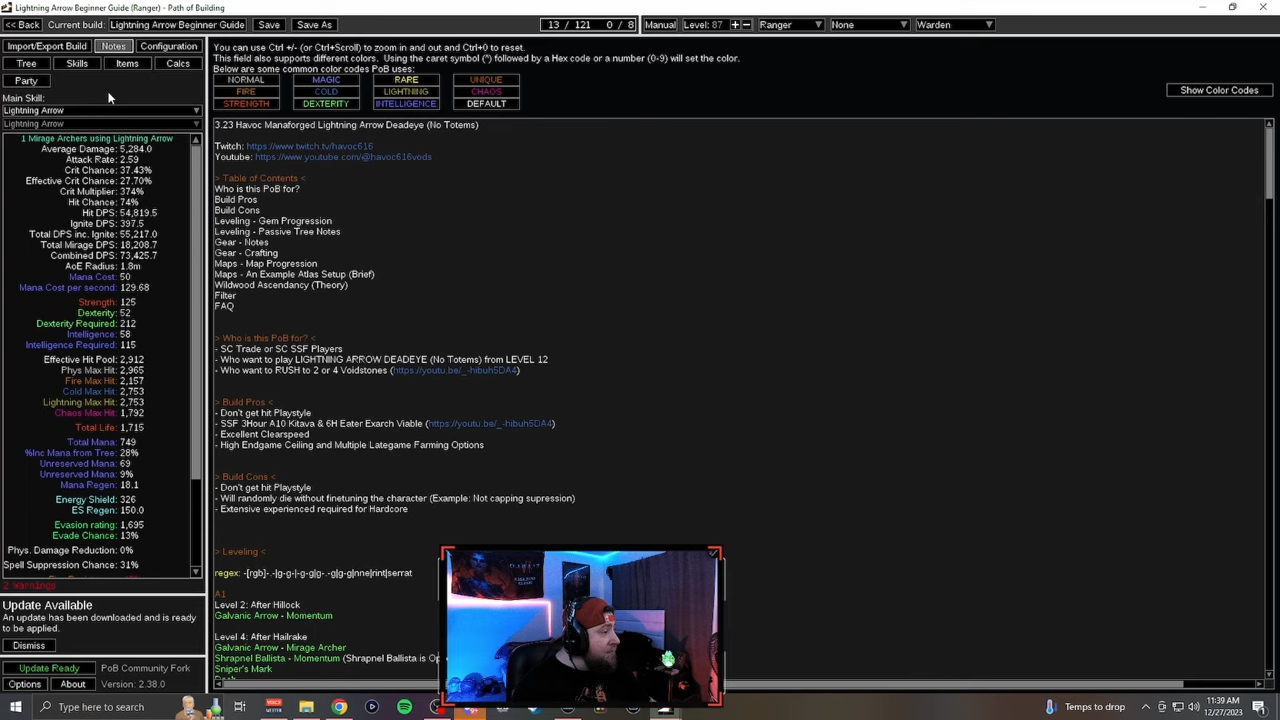 Lightning Arrow Beginner Guide (Ranger) - Path of Building
<< Back Current build: Lightning Arrow Beginner Guide Save Save As 13 / 121 0 / 8 Manual Level: 87 + - Ranger None Warden
Import/Export Build Notes Configuration
Tree Skills Items Calcs
Party
Main Skill:
Lightning Arrow
Lightning Arrow
1 Mirage Archers using Lightning Arrow
Average Damage: 5,284.0
Attack Rate: 2.59
Crit Chance: 37.43%
Effective Crit Chance: 27.70%
Crit Multiplier: 374%
Hit Chance: 74%
Hit DPS: 54,819.5
Ignite DPS: 397.5
Total DPS inc. Ignite: 55,217.0
Total Mirage DPS: 18,208.7
Combined DPS: 73,425.7
AoE Radius: 1.8m
Mana Cost: 50
Mana Cost per second: 129.68
Strength: 125
Dexterity: 52
Dexterity Required: 212
Intelligence: 58
Intelligence Required: 115
Effective Hit Pool: 2,912
Phys Max Hit: 2,965
Fire Max Hit: 2,157
Cold Max Hit: 2,753
Lightning Max Hit: 2,753
Chaos Max Hit: 1,792
Total Life: 1,715
Total Mana: 749
%Inc Mana from Tree: 28%
Unreserved Mana: 69
Unreserved Mana: 9%
Mana Regen: 18.1
Energy Shield: 326
ES Regen: 150.0
Evasion rating: 1,695
Evade Chance: 13%
Phys. Damage Reduction: 0%
Spell Suppression Chance: 31%
2 Warnings
Update Available
An update has been downloaded and is ready
to be applied.
Dismiss
Update Ready PoB Community Fork
Options About Version: 2.38.0
You can use Ctrl +/- (or Ctrl+Scroll) to zoom in and out and Ctrl+0 to reset.
This field also supports different colors. Using the caret symbol (^) followed by a Hex code or a number (0-9) will set the color.
Below are some common color codes PoB uses:
NORMAL MAGIC RARE UNIQUE
FIRE COLD LIGHTNING CHAOS
STRENGTH DEXTERITY INTELLIGENCE DEFAULT
Show Color Codes
3.23 Havoc Manaforged Lightning Arrow Deadeye (No Totems)
Twitch: https://www.twitch.tv/havoc616
Youtube: https://www.youtube.com/@havoc616vods
> Table of Contents <
Who is this PoB for?
Build Pros
Build Cons
Leveling - Gem Progression
Leveling - Passive Tree Notes
Gear - Notes
Gear - Crafting
Maps - Map Progression
Maps - An Example Atlas Setup (Brief)
Wildwood Ascendancy (Theory)
Filter
FAQ
> Who is this PoB for? <
- SC Trade or SC SSF Players
- Who want to play LIGHTNING ARROW DEADEYE (No Totems) from LEVEL 12
- Who want to RUSH to 2 or 4 Voidstones (https://youtu.be/_-hibuh5DA4)
> Build Pros <
- Don't get hit Playstyle
- SSF 3Hour A10 Kitava & 6H Eater Exarch Viable (https://youtu.be/_-hibuh5DA4)
- Excellent Clearspeed
- High Endgame Ceiling and Multiple Lategame Farming Options
> Build Cons <
- Don't get hit Playstyle
- Will randomly die without finetuning the character (Example: Not capping supression)
- Extensive experienced required for Hardcore
> Leveling <
regex: -[rgb]-.-|g-g-|-g-g|g-.-g|g-g|nne|rint|serrat
A1
Level 2: After Hillock
Galvanic Arrow - Momentum
Level 4: After Hailrake
Galvanic Arrow - Mirage Archer
Shrapnel Ballista - Momentum (Shrapnel Ballista is Op
Sniper's Mark
Type here to search
Temps to drop
11:39 AM
12/27/2023